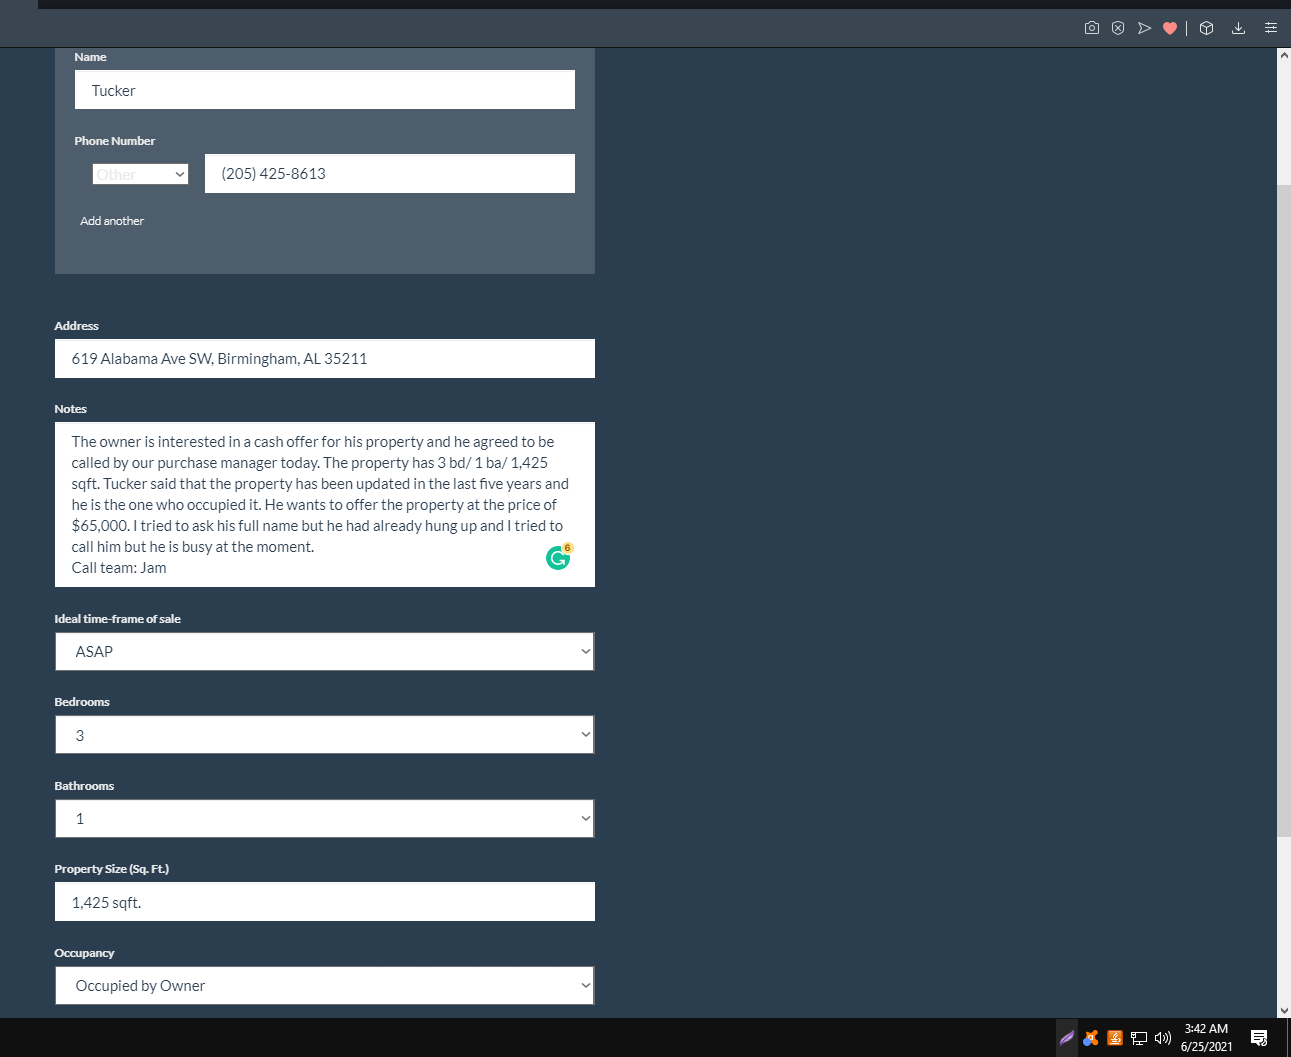 Name
Tucker
Phone Number
Other
(205) 425-8613
Add another
Address
619 Alabama Ave SW, Birmingham, AL 35211
Notes
The owner is interested in a cash offer for his property and he agreed to be
called by our purchase manager today. The property has 3 bd/ 1 ba/ 1,425
sqft. Tucker said that the property has been updated in the last five years and
he is the one who occupied it. He wants to offer the property at the price of
$65,000. I tried to ask his full name but he had already hung up and I tried to
call him but he is busy at the moment.
6
Call team: Jam
Ideal time-frame of sale
ASAP
Bedrooms
3
Bathrooms
1
Property Size (Sq. Ft.)
1,425 sqft.
Occupancy
Occupied by Owner
3:42 AM
6/25/2021